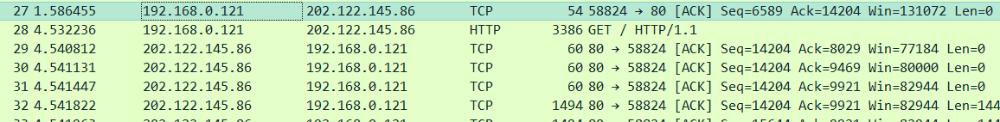 27 1.586455 192.168.0.121 202.122.145.86 TCP 54 58824 → 80 [ACK] Seq=6589 Ack=14204 Win=131072 Len=0
28 4.532236 192.168.0.121 202.122.145.86 HTTP 3386 GET / HTTP/1.1
29 4.540812 202.122.145.86 192.168.0.121 TCP 60 80 → 58824 [ACK] Seq=14204 Ack=8029 Win=77184 Len=0
30 4.541131 202.122.145.86 192.168.0.121 TCP 60 80 → 58824 [ACK] Seq=14204 Ack=9469 Win=80000 Len=0
31 4.541447 202.122.145.86 192.168.0.121 TCP 60 80 → 58824 [ACK] Seq=14204 Ack=9921 Win=82944 Len=0
32 4.541822 202.122.145.86 192.168.0.121 TCP 1494 80 → 58824 [ACK] Seq=14204 Ack=9921 Win=82944 Len=144